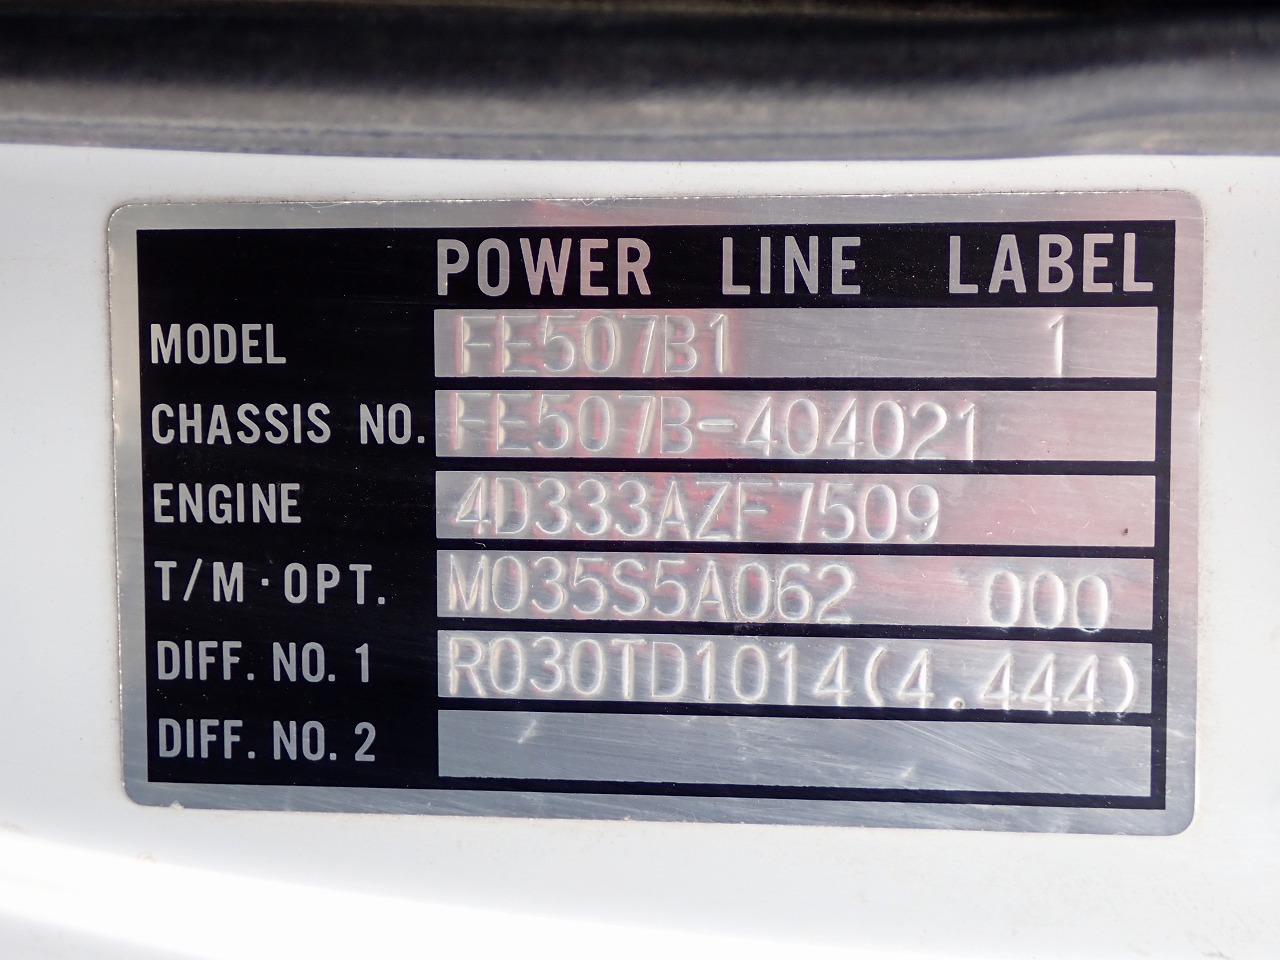 POWER LINE LABEL
MODEL FE507B1 1
CHASSIS NO. FE507B-404021
ENGINE 4D333AZF7509
T/M·OPT. M035S5A062 000
DIFF. NO. 1 R030TD1014(4.444)
DIFF. NO. 2